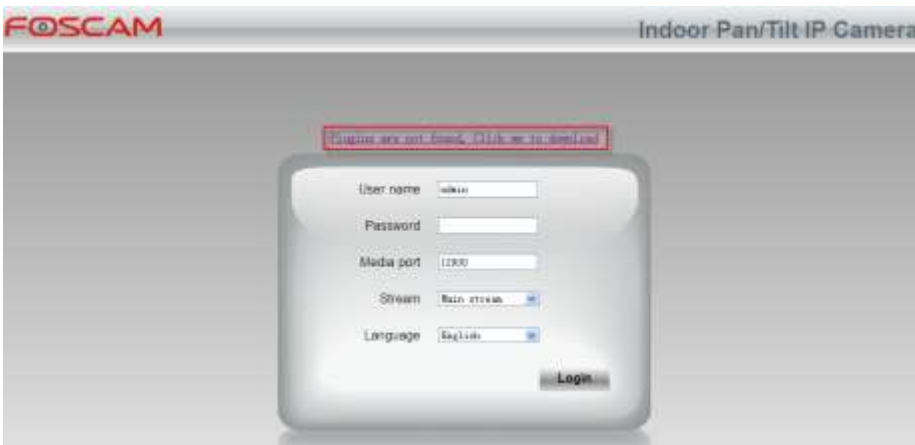 FOSCAM
Indoor Pan/Tilt IP Camera
Plugins are not found, Click me to download
User name admin
Password
Media port
Stream Main stream
Language English
Login